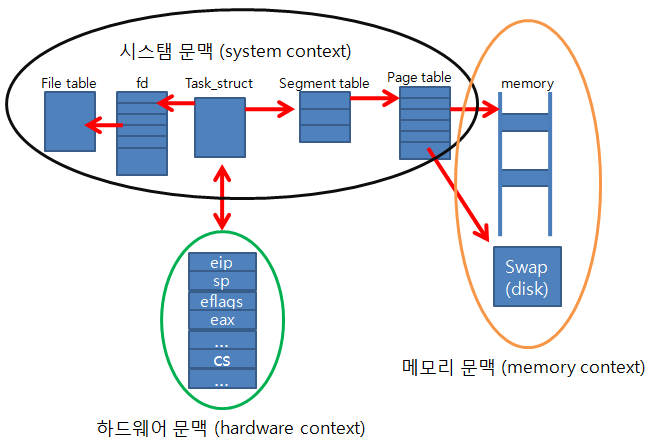 시스탬 문맥 (system context)
File table
fd
Task_struct
Segment table
Page table
memory
eip
sp
eflags
eax
...
cs
...
Swap
(disk)
메모리 문맥 (memory context)
하드웨어 문맥 (hardware context)